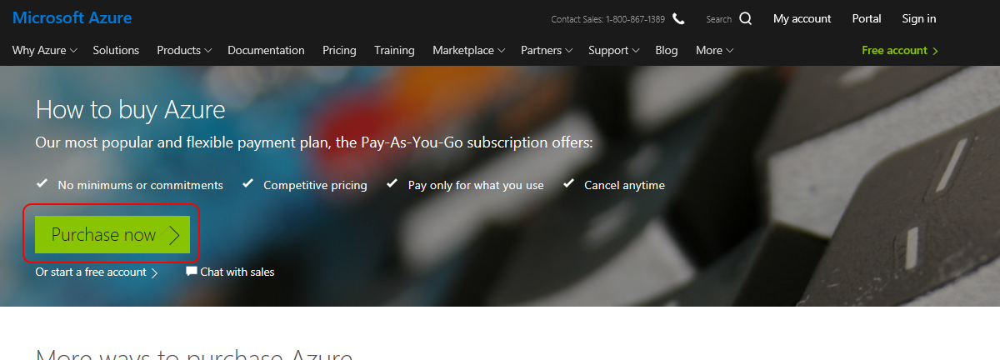 Microsoft Azure
Contact Sales: 1-800-867-1389 Search My account Portal Sign in
Why Azure Solutions Products Documentation Pricing Training Marketplace Partners Support Blog More Free account
How to buy Azure
Our most popular and flexible payment plan, the Pay-As-You-Go subscription offers:
No minimums or commitments Competitive pricing Pay only for what you use Cancel anytime
Purchase now
Or start a free account Chat with sales
More ways to purchase Azure